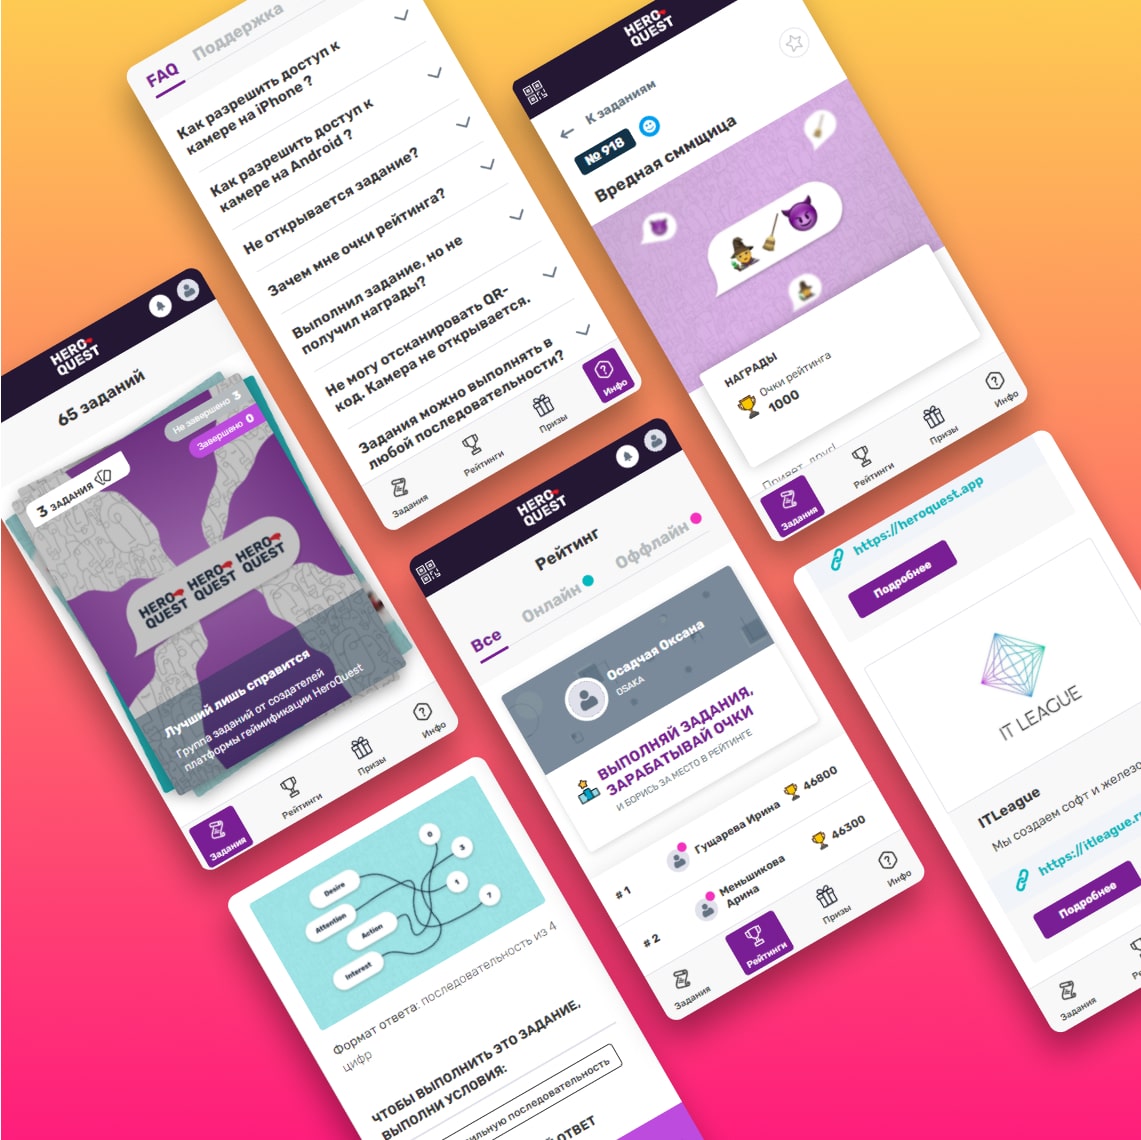 FAQ
Поддержка
Как разрешить доступ к
камере на iPhone ?
Как разрешить доступ к
камере на Android ?
Не открывается задание?
Зачем мне очки рейтинга?
Выполнил задание, но не
получил награды?
Не могу отсканировать QR-
код. Камера не открывается.
Задания можно выполнять в
любой последовательности?
Задания
Рейтинги
Призы
Инфо
HERO
QUEST
К заданиям
№ 918
Вредная сммщица
НАГРАДЫ
Очки рейтинга
1000
Привет, друг!
Задания
Рейтинги
Призы
Инфо
HERO
QUEST
65 заданий
Не завершено 3
Завершено 0
3 ЗАДАНИЯ
HERO HERO HERO
QUEST QUEST QUEST
Лучший лишь справится
Группа заданий от создателей
платформы геймификации HeroQuest
Задания
Рейтинги
Призы
Инфо
HERO
QUEST
Рейтинг
Все
Онлайн
Оффлайн
Осадчая Оксана
OSAKA
ВЫПОЛНЯЙ ЗАДАНИЯ,
ЗАРАБАТЫВАЙ ОЧКИ
И БОРИСЬ ЗА МЕСТО В РЕЙТИНГЕ
# 1
Гущарева Ирина
46800
# 2
Меньшикова
Арина
46300
Задания
Рейтинги
Призы
Инфо
https://heroquest.app
Подробнее
IT LEAGUE
ITLeague
Мы создаем софт и железо
https://itleague.r
Подробнее
Задания
Ре
Desire
Attention
Action
Interest
0
3
1
7
Формат ответа: последовательность из 4
цифр
ЧТОБЫ ВЫПОЛНИТЬ ЭТО ЗАДАНИЕ,
ВЫПОЛНИ УСЛОВИЯ:
ильную последовательность
ОТВЕТ